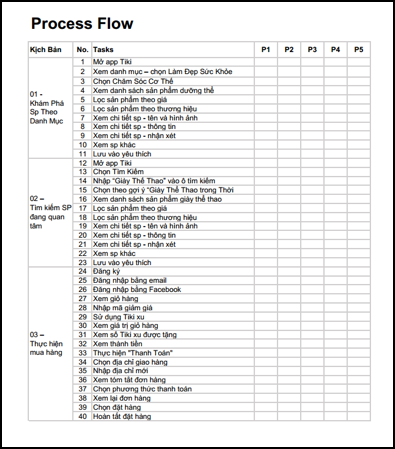 Process Flow
Kịch Bản No. Tasks P1 P2 P3 P4 P5
01 - Khám Phá Sp Theo Danh Mục
1 Mở app Tiki
2 Xem danh mục – chọn Làm Đẹp Sức Khỏe
3 Chọn Chăm Sóc Cơ Thể
4 Xem danh sách sản phẩm dưỡng thể
5 Lọc sản phẩm theo giá
6 Lọc sản phẩm theo thương hiệu
7 Xem chi tiết sp - tên và hình ảnh
8 Xem chi tiết sp - thông tin
9 Xem chi tiết sp - nhận xét
10 Xem sp khác
11 Lưu vào yêu thích
02 – Tìm kiếm SP đang quan tâm
12 Mở app Tiki
13 Chọn Tìm Kiếm
14 Nhập “Giày Thể Thao” vào ô tìm kiếm
15 Chọn theo gợi ý “Giày Thể Thao trong Thời
16 Xem danh sách sản phẩm giày thể thao
17 Lọc sản phẩm theo giá
18 Lọc sản phẩm theo thương hiệu
19 Xem chi tiết sp - tên và hình ảnh
20 Xem chi tiết sp - thông tin
21 Xem chi tiết sp - nhận xét
22 Xem sp khác
23 Lưu vào yêu thích
03 – Thực hiện mua hàng
24 Đăng ký
25 Đăng nhập bằng email
26 Đăng nhập bằng Facebook
27 Xem giỏ hàng
28 Nhập mã giảm giá
29 Sử dụng Tiki xu
30 Xem giá trị giỏ hàng
31 Xem số Tiki xu được tặng
32 Xem thành tiền
33 Thực hiện "Thanh Toán"
34 Chọn địa chỉ giao hàng
35 Nhập địa chỉ mới
36 Xem tóm tắt đơn hàng
37 Chọn phương thức thanh toán
38 Xem lại đơn hàng
39 Chọn đặt hàng
40 Hoàn tất đặt hàng